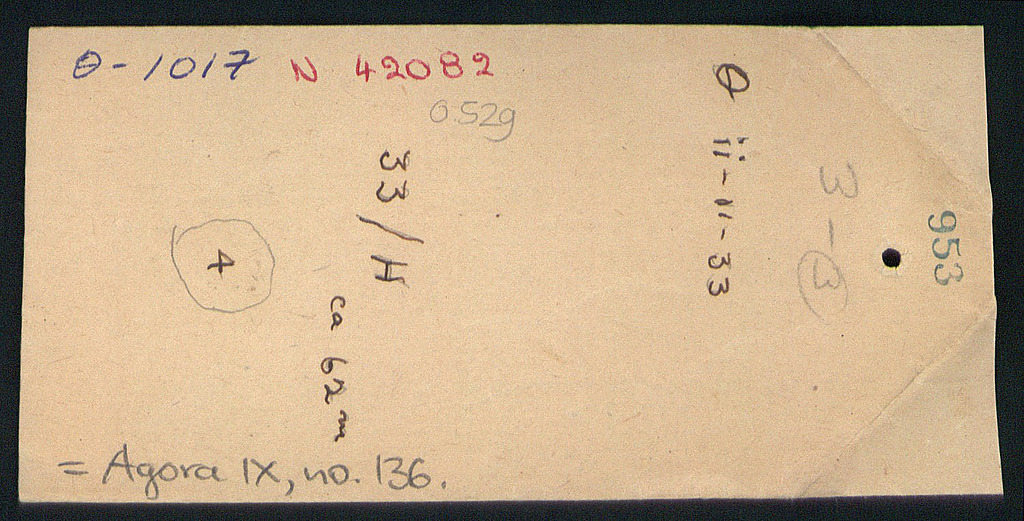 Θ-1017 N 42082
0.52g
953
3-③
Θ ii-11-33
33/H
ca 62m
4
= Agora IX, no. 136.